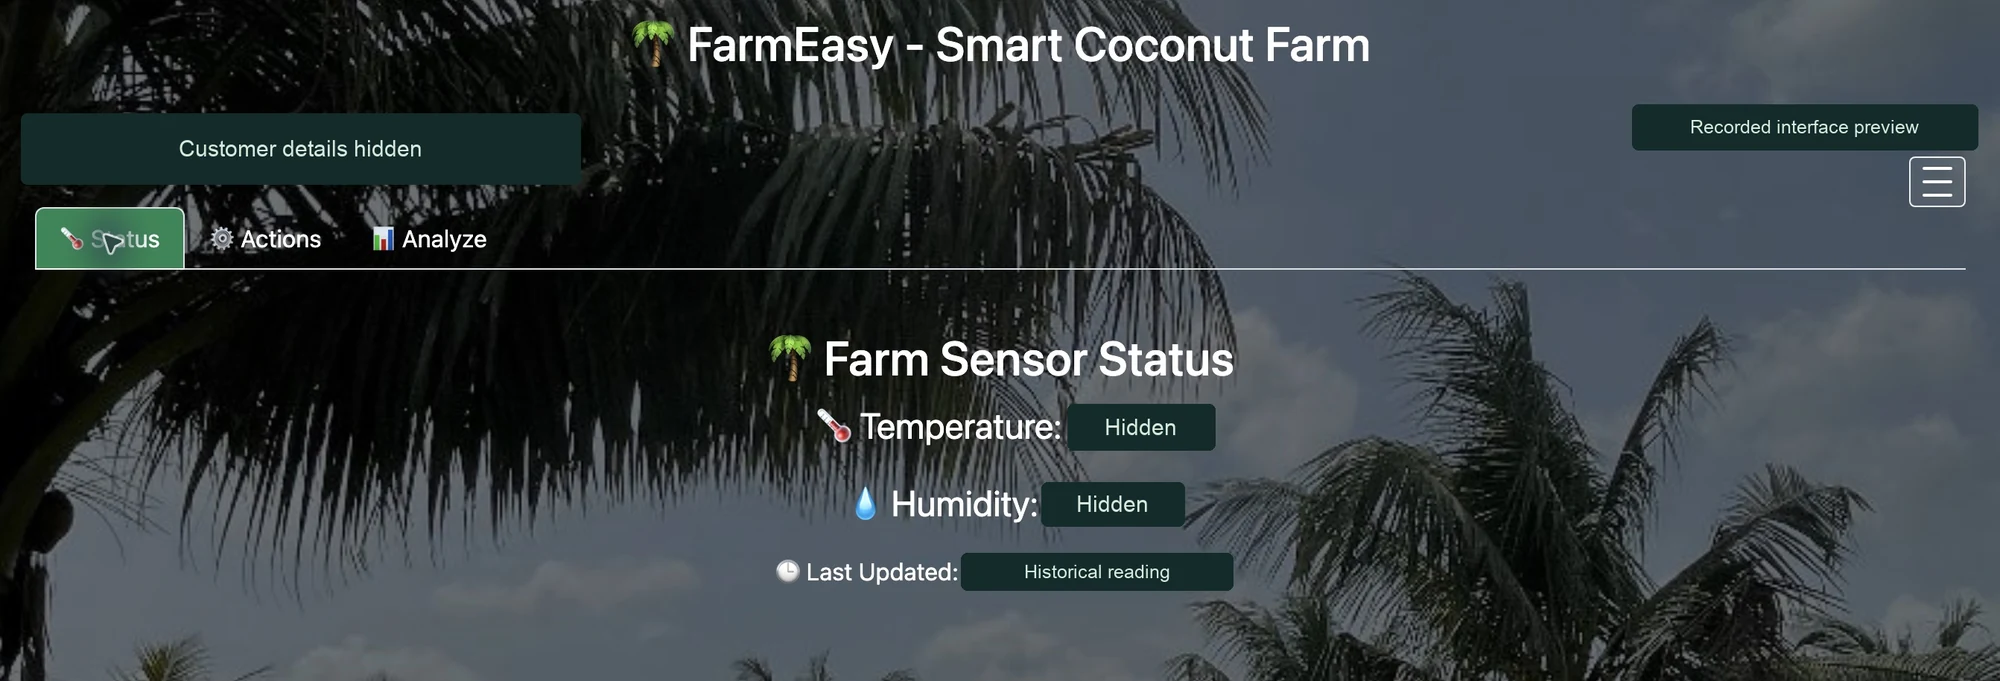 FarmEasy - Smart Coconut Farm
Customer details hidden
Recorded interface preview
Status
Actions
Analyze
Farm Sensor Status
Temperature: Hidden
Humidity: Hidden
Last Updated: Historical reading